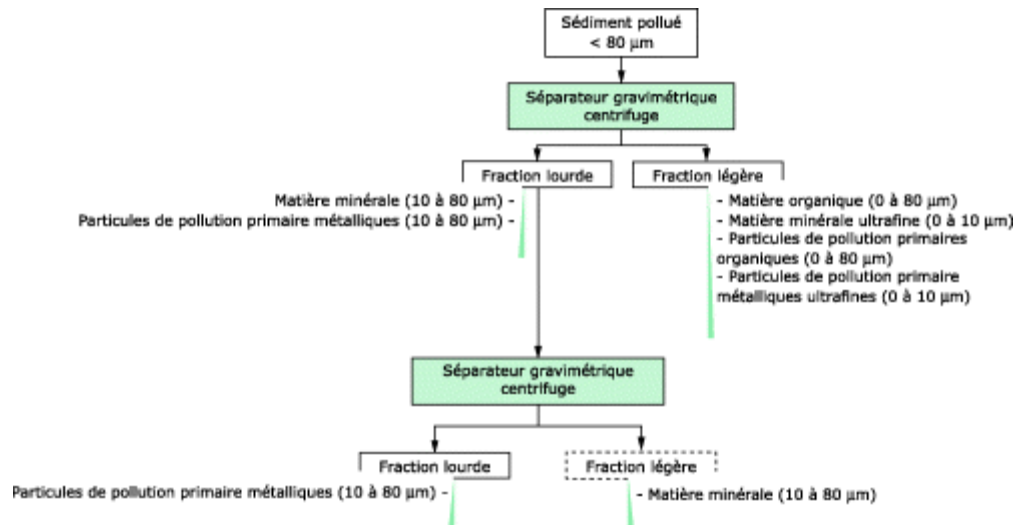 Sédiment pollué
< 80 µm
Séparateur gravimétrique
centrifuge
Fraction lourde
Fraction légère
Matière minérale (10 à 80 µm) -
Particules de pollution primaire métalliques (10 à 80 µm) -
- Matière organique (0 à 80 µm)
- Matière minérale ultrafine (0 à 10 µm)
- Particules de pollution primaires
organiques (0 à 80 µm)
- Particules de pollution primaire
métalliques ultrafines (0 à 10 µm)
Séparateur gravimétrique
centrifuge
Fraction lourde
Fraction légère
Particules de pollution primaire métalliques (10 à 80 µm) -
- Matière minérale (10 à 80 µm)